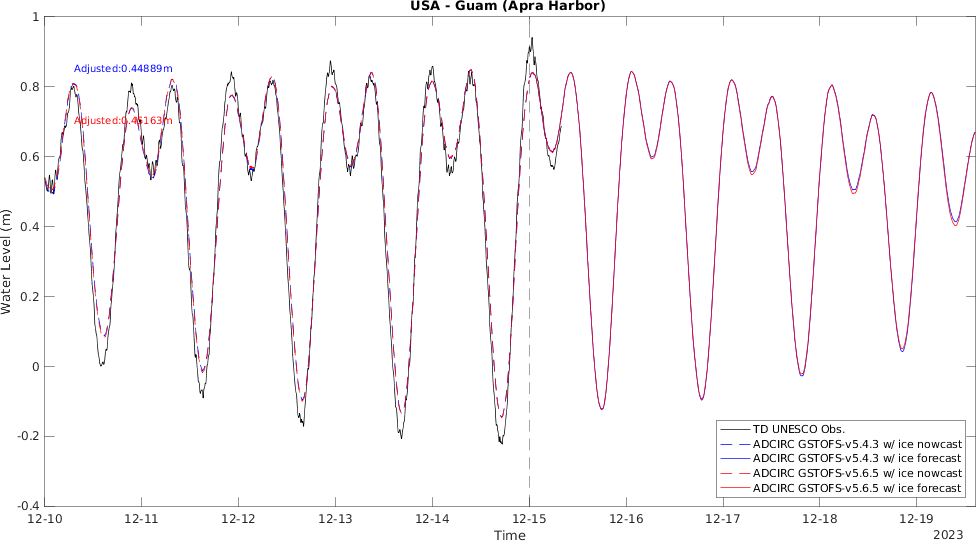 USA - Guam (Apra Harbor)
1
0.8
0.6
0.4
0.2
0
-0.2
-0.4
Water Level (m)
Adjusted:0.44889m
Adjusted:0.45163m
TD UNESCO Obs.
ADCIRC GSTOFS-v5.4.3 w/ ice nowcast
ADCIRC GSTOFS-v5.4.3 w/ ice forecast
ADCIRC GSTOFS-v5.6.5 w/ ice nowcast
ADCIRC GSTOFS-v5.6.5 w/ ice forecast
12-10 12-11 12-12 12-13 12-14 12-15 12-16 12-17 12-18 12-19
Time
2023